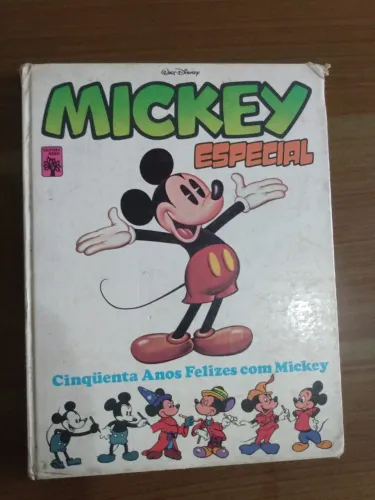 Walt Disney
MICKEY
ESPECIAL
Cinqüenta Anos Felizes com Mickey